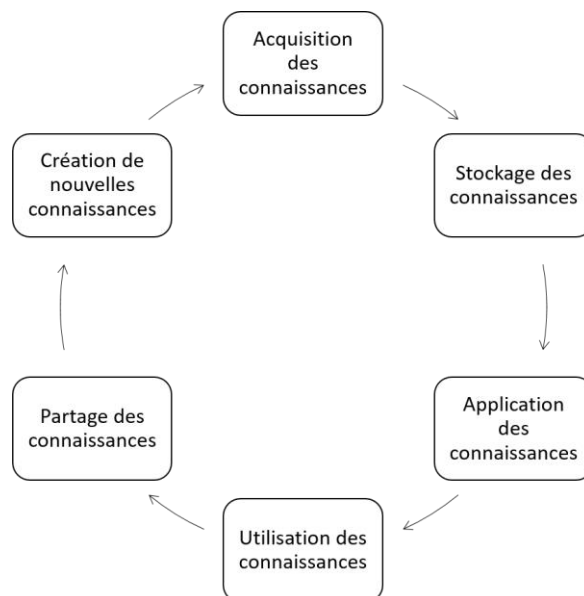 Acquisition
des
connaissances
Stockage des
connaissances
Application
des
connaissances
Utilisation des
connaissances
Partage des
connaissances
Création de
nouvelles
connaissances